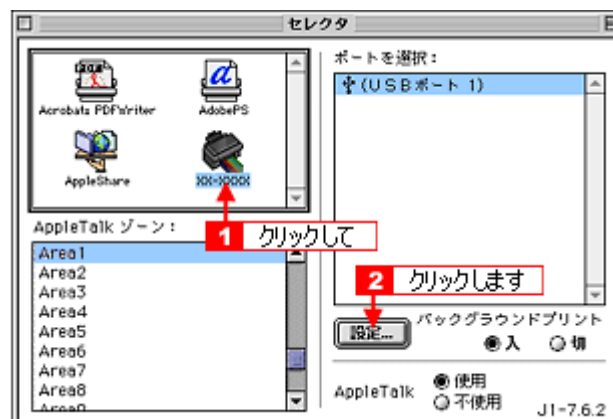 セレクタ
Acrobats PDFWriter
AdobePS
AppleShare
XX-XXXX
1 クリックして
AppleTalk ゾーン：
Area1
Area2
Area3
Area4
Area5
Area6
Area7
Area8
ポートを選択：
(USBポート 1)
2 クリックします
設定...
バックグラウンドプリント
入 切
AppleTalk
使用
不使用
J1-7.6.2